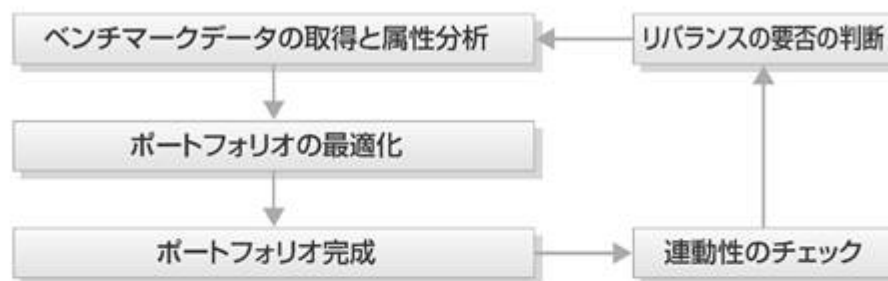 ベンチマークデータの取得と属性分析
リバランスの要否の判断
ポートフォリオの最適化
ポートフォリオ完成
連動性のチェック